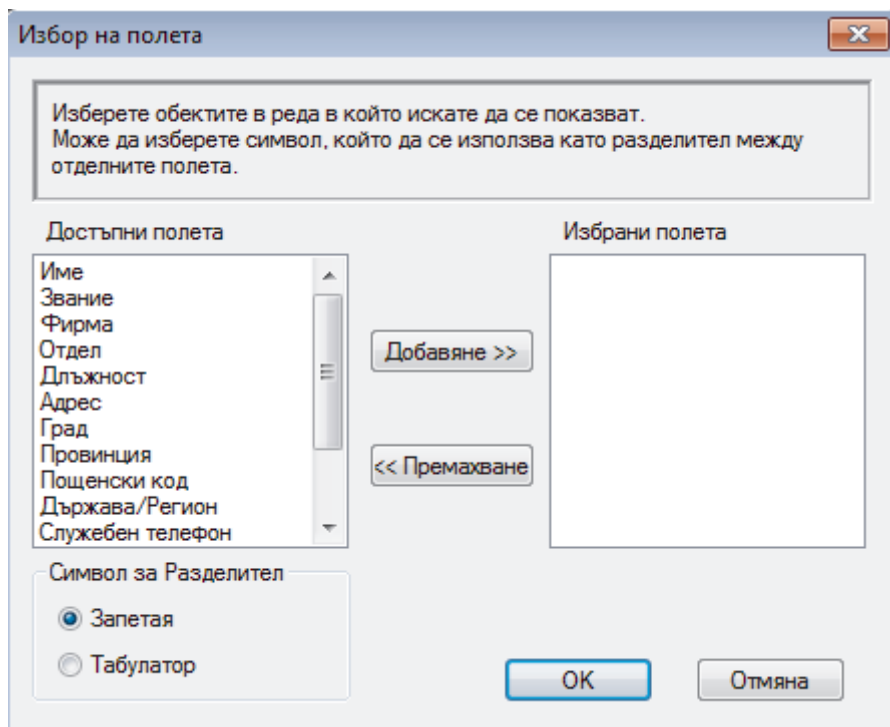 Избор на полета
Изберете обектите в реда в който искате да се показват.
Може да изберете символ, който да се използва като разделител между
отделните полета.
Достъпни полета
Избрани полета
Име
Звание
Фирма
Отдел
Длъжност
Адрес
Град
Провинция
Пощенски код
Държава/Регион
Служебен телефон
Добавяне >>
<< Премахване
Символ за Разделител
Запетая
Табулатор
OK
Отмяна